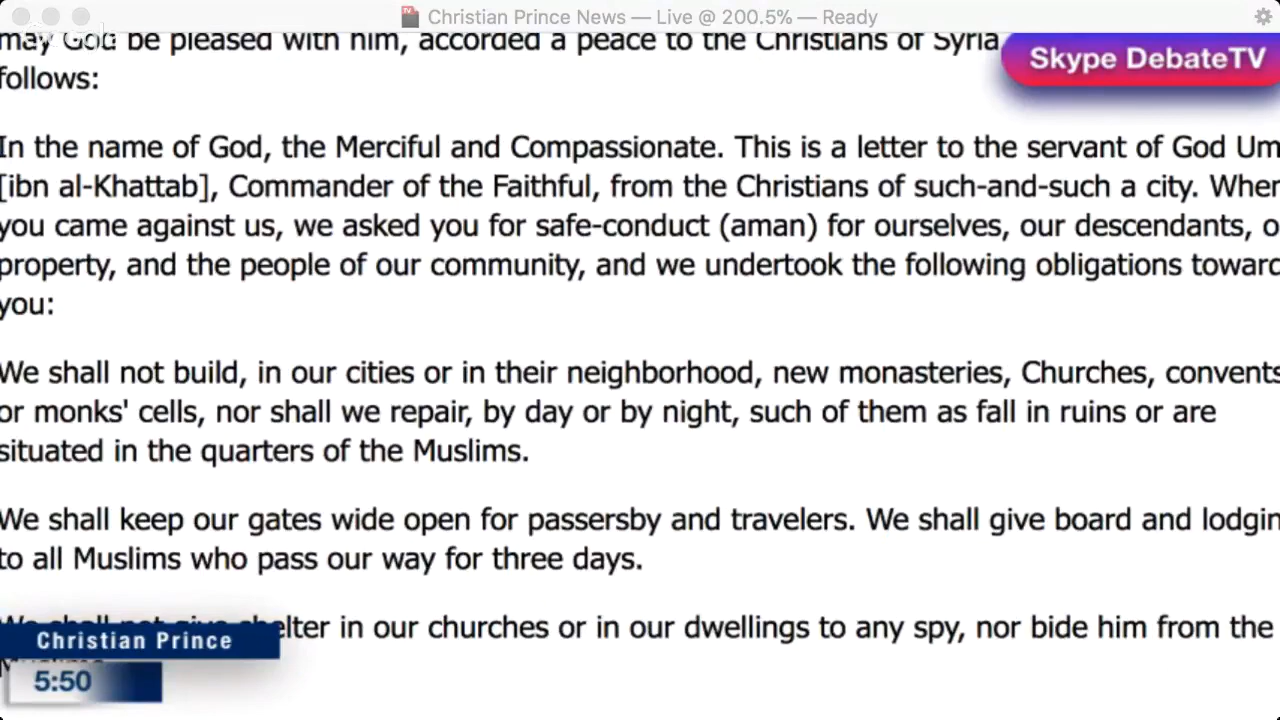 Christian Prince News — Live @ 200.5% — Ready
may God be pleased with him, accorded a peace to the Christians of Syria
Skype DebateTV
follows:
In the name of God, the Merciful and Compassionate. This is a letter to the servant of God Um
[ibn al-Khattab], Commander of the Faithful, from the Christians of such-and-such a city. When
you came against us, we asked you for safe-conduct (aman) for ourselves, our descendants, o
property, and the people of our community, and we undertook the following obligations toward
you:
We shall not build, in our cities or in their neighborhood, new monasteries, Churches, convents
or monks' cells, nor shall we repair, by day or by night, such of them as fall in ruins or are
situated in the quarters of the Muslims.
We shall keep our gates wide open for passersby and travelers. We shall give board and lodgin
to all Muslims who pass our way for three days.
We shall not give shelter in our churches or in our dwellings to any spy, nor bide him from the
Christian Prince
5:50